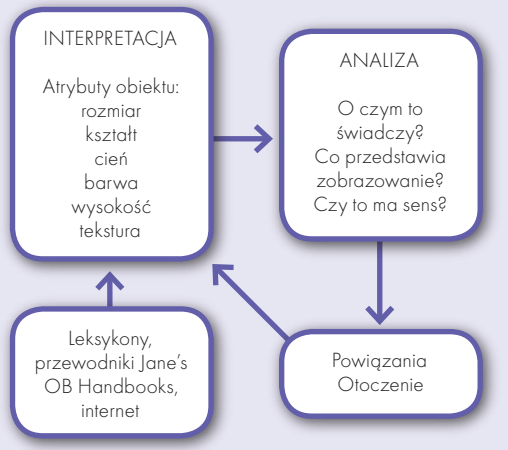 INTERPRETACJA
Atrybuty obiektu:
rozmiar
kształt
cień
barwa
wysokość
tekstura
ANALIZA
O czym to
świadczy?
Co przedstawia
zobrazowanie?
Czy to ma sens?
Leksykony,
przewodniki Jane's
OB Handbooks,
internet
Powiązania
Otoczenie